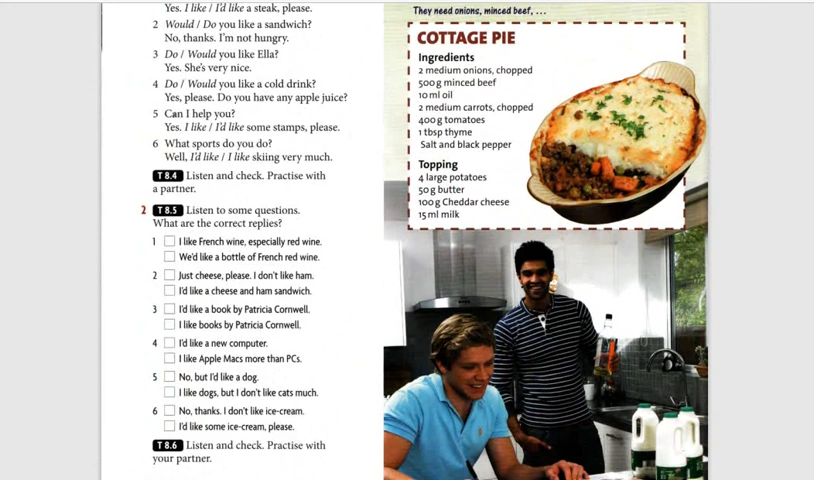 Yes. I like / I'd like a steak, please.
2 Would / Do you like a sandwich?
No, thanks. I'm not hungry.
3 Do / Would you like Ella?
Yes. She's very nice.
4 Do / Would you like a cold drink?
Yes, please. Do you have any apple juice?
5 Can I help you?
Yes. I like / I'd like some stamps, please.
6 What sports do you do?
Well, I'd like / I like skiing very much.
T 8.4 Listen and check. Practise with
a partner.
2 T 8.5 Listen to some questions.
What are the correct replies?
1 I like French wine, especially red wine.
We'd like a bottle of French red wine.
2 Just cheese, please. I don't like ham.
I'd like a cheese and ham sandwich.
3 I'd like a book by Patricia Cornwell.
I like books by Patricia Cornwell.
4 I'd like a new computer.
I like Apple Macs more than PCs.
5 No, but I'd like a dog.
I like dogs, but I don't like cats much.
6 No, thanks. I don't like ice-cream.
I'd like some ice-cream, please.
T 8.6 Listen and check. Practise with
your partner.
They need onions, minced beef, ...
COTTAGE PIE
Ingredients
2 medium onions, chopped
500g minced beef
10 ml oil
2 medium carrots, chopped
400g tomatoes
1 tbsp thyme
Salt and black pepper
Topping
4 large potatoes
50g butter
100g Cheddar cheese
15ml milk